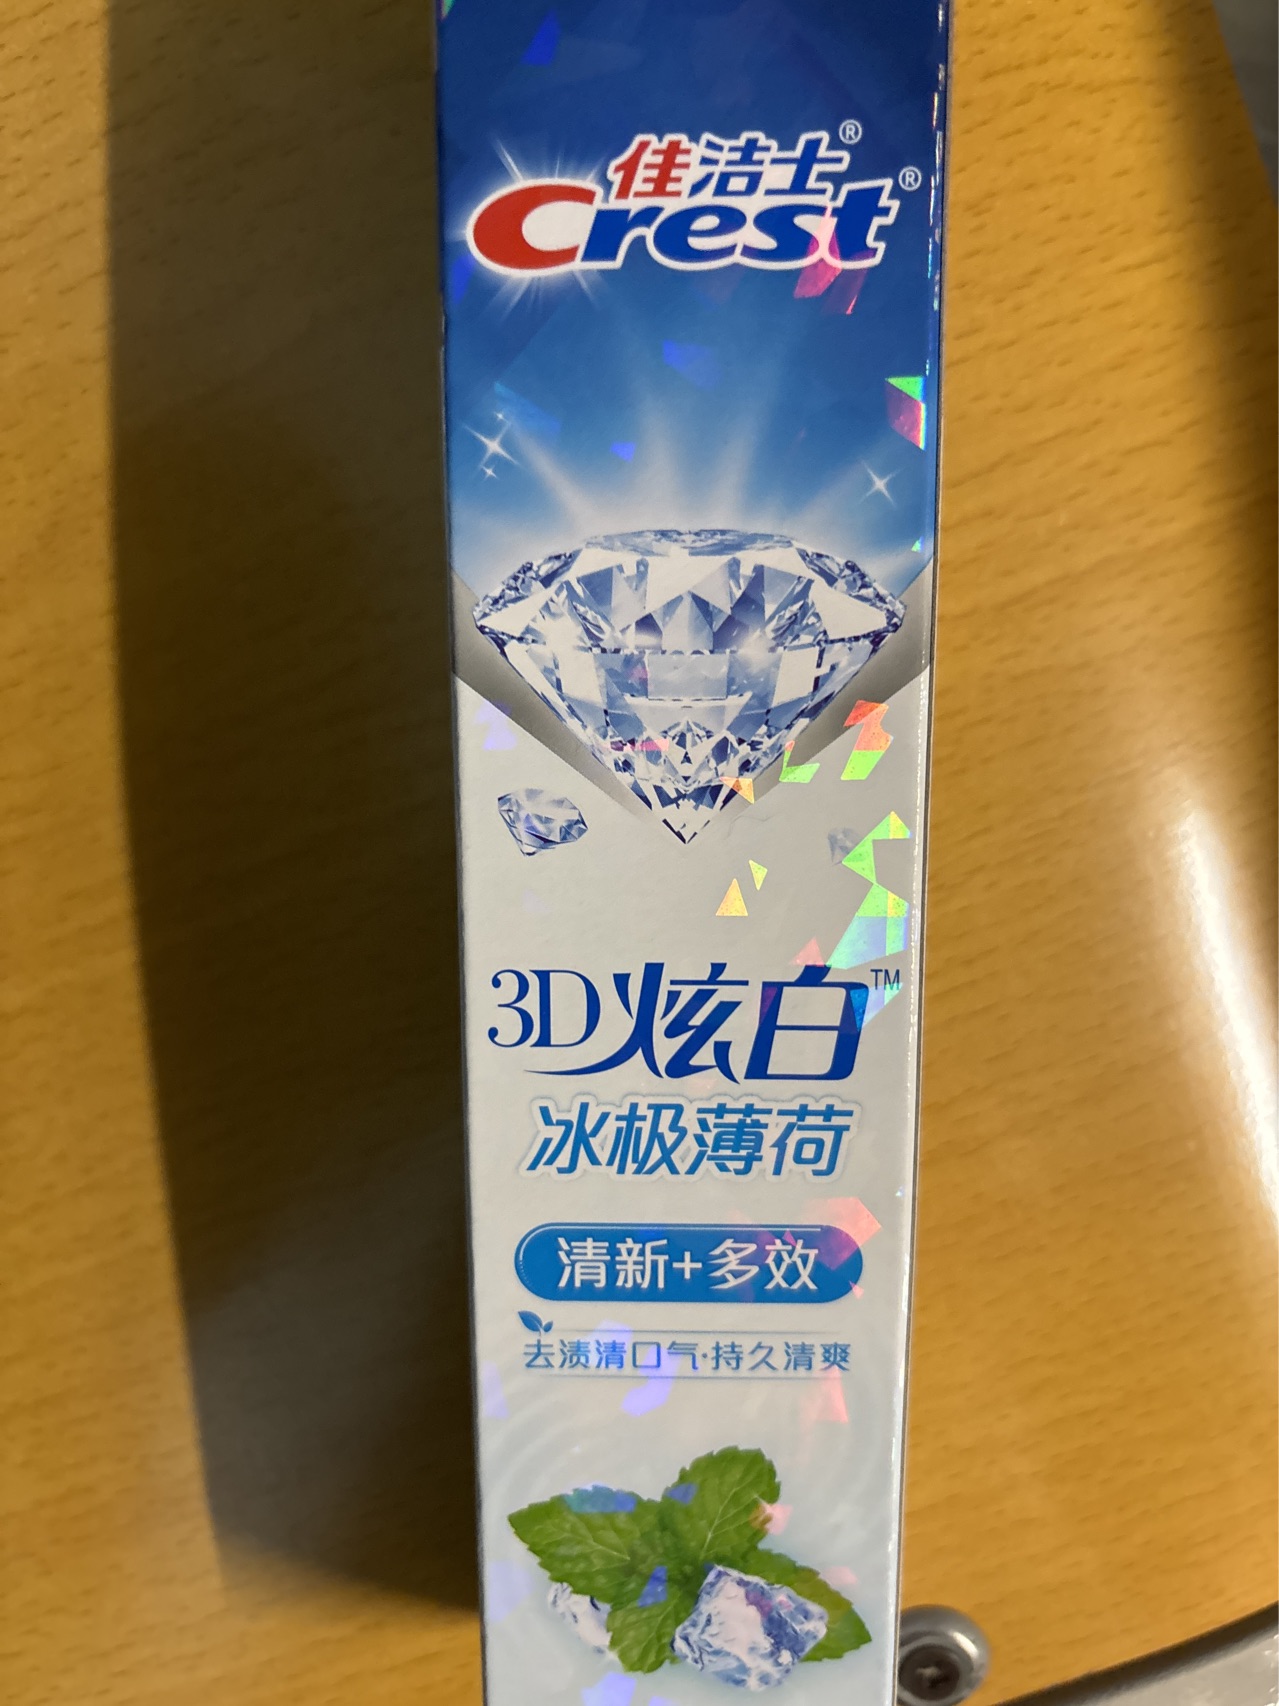 佳洁士®
Crest®
3D炫白™
冰极薄荷
清新+多效
去渍清口气·持久清爽